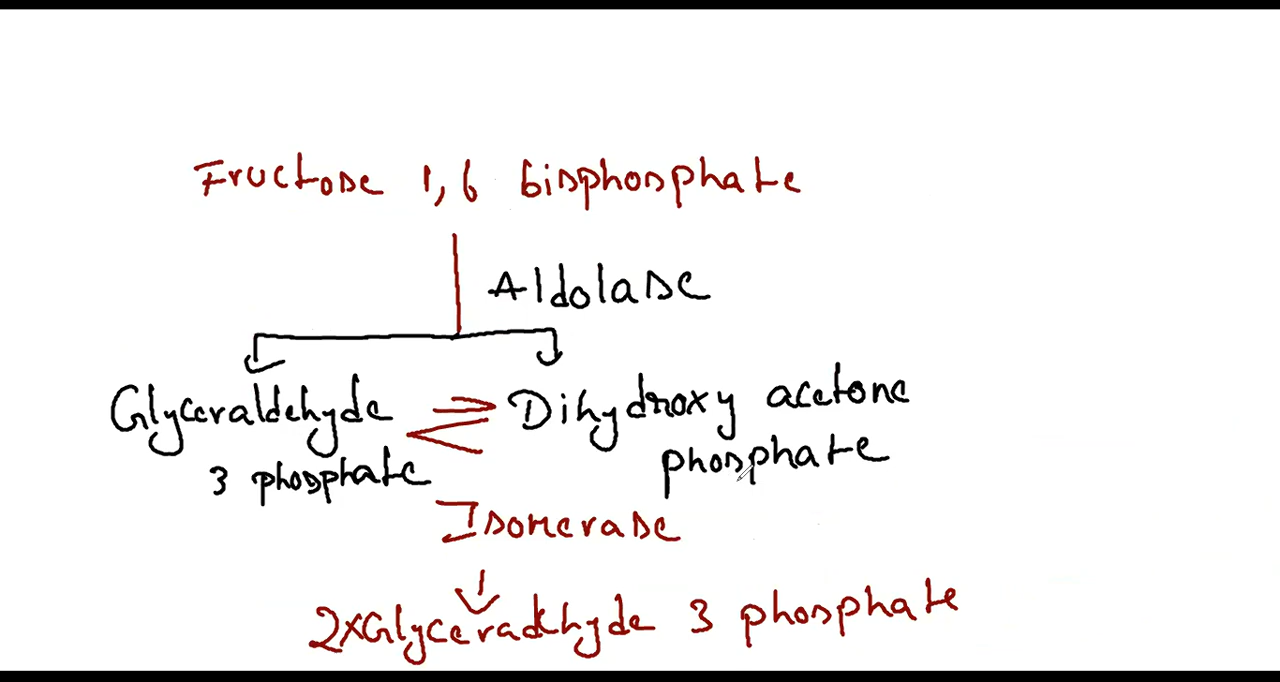 Fructose 1,6 bisphosphate
Aldolase
Glyceraldehyde
3 phosphate
Dihydroxy acetone
phosphate
Isomerase
2xGlyceradehyde 3 phosphate